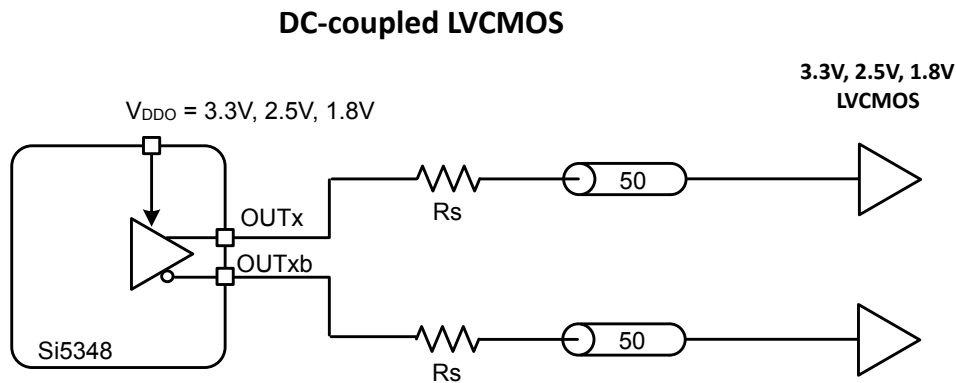 DC-coupled LVCMOS
3.3V, 2.5V, 1.8V
LVCMOS
VDDO = 3.3V, 2.5V, 1.8V
OUTx
Rs
50
OUTxb
Rs
50
Si5348